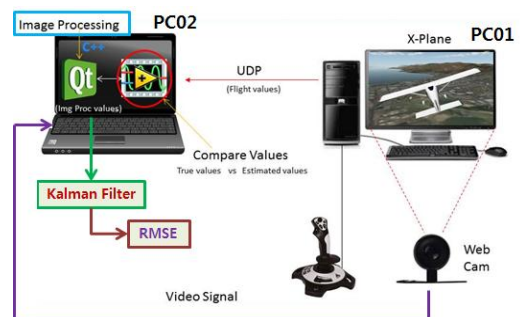 Image Processing
PC02
C++
Qt
(Img Proc values)
UDP
(Flight values)
X-Plane
PC01
Compare Values
True values vs Estimated values
Kalman Filter
RMSE
Web
Cam
Video Signal